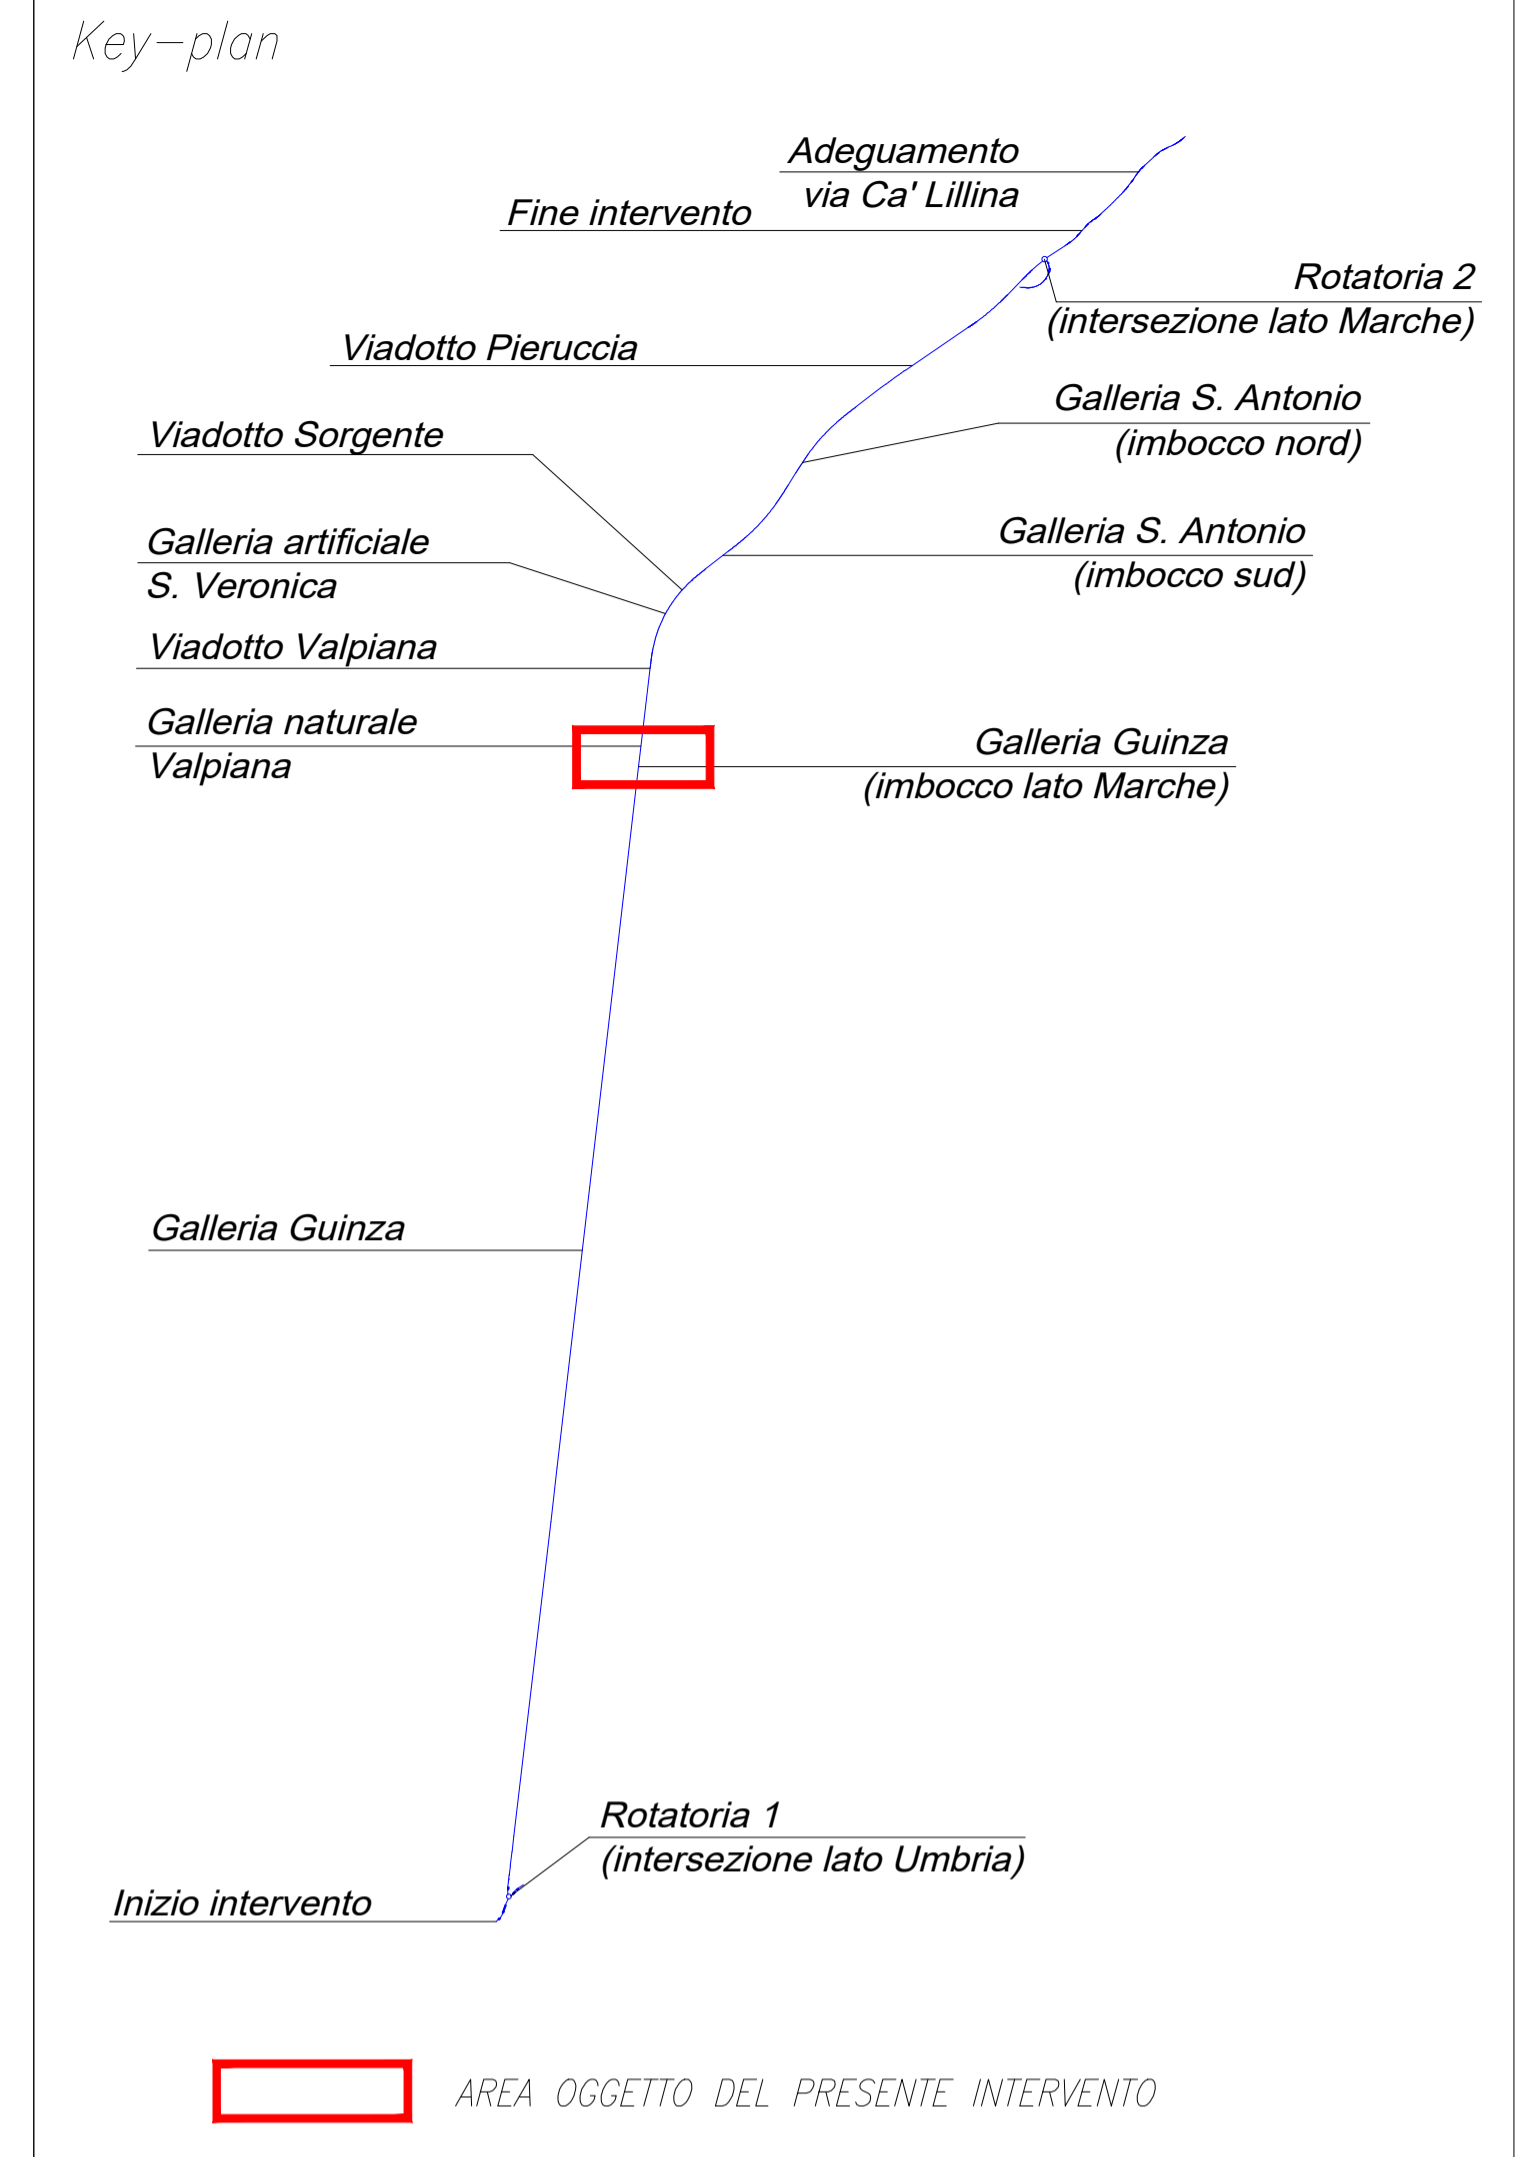 Key-plan
Adeguamento
via Ca' Lillina
Fine intervento
Rotatoria 2
(intersezione lato Marche)
Viadotto Pieruccia
Galleria S. Antonio
(imbocco nord)
Viadotto Sorgente
Galleria S. Antonio
(imbocco sud)
Galleria artificiale
S. Veronica
Viadotto Valpiana
Galleria naturale
Valpiana
Galleria Guinza
(imbocco lato Marche)
Galleria Guinza
Rotatoria 1
(intersezione lato Umbria)
Inizio intervento
AREA OGGETTO DEL PRESENTE INTERVENTO